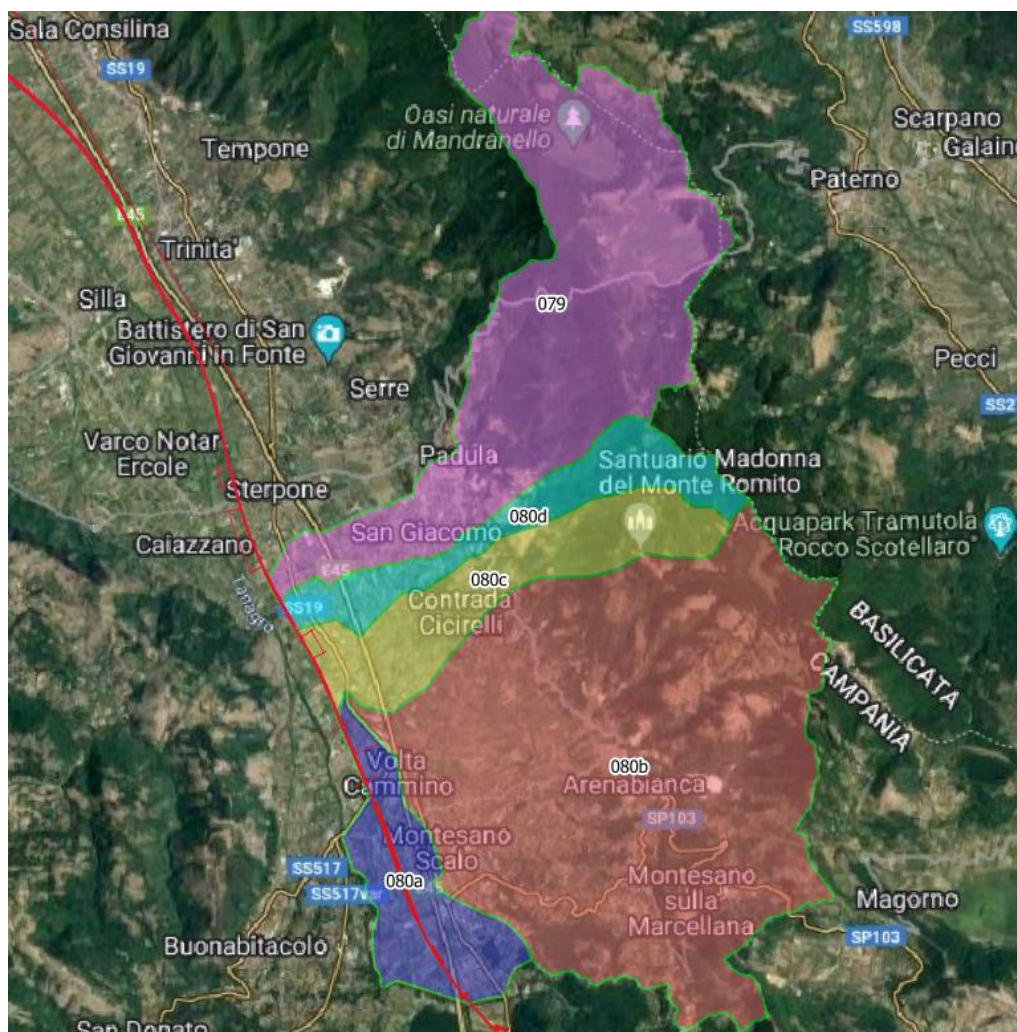 Sala Consilina
SS598
SS19
Oasi naturale
di Mandranello
Scarpano
Galaino
Tempone
Paterno
E45
Trinita'
Silla
079
Battistero di San
Giovanni in Fonte
Pecci
Serre
Varco Notar
Ercole
Padula
Santuario Madonna
del Monte Romito
Sterpone
080d
San Giacomo
Acquapark Tramutola
"Rocco Scotellaro"
Caiazzano
E45
080c
Tanagro
SS19
Contrada
Cicirelli
BASILICATA
CAMPANIA
Volta
Cammino
080b
Arenabianca
SP103
Montesano
Scalo
SS517
080a
SS517var
Montesano
sulla
Marcellana
Magorno
SP103
Buonabitacolo
San Donato